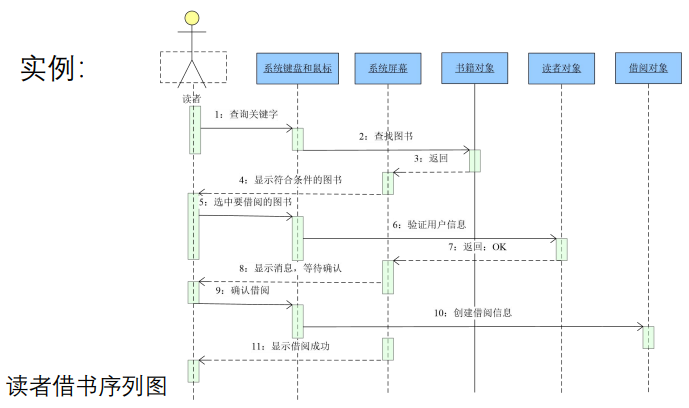 实例:
读者
系统键盘和鼠标
系统屏幕
书籍对象
读者对象
借阅对象
1：查询关键字
2：查找图书
3：返回
4：显示符合条件的图书
5：选中要借阅的图书
6：验证用户信息
7：返回：OK
8：显示消息，等待确认
9：确认借阅
10：创建借阅信息
11：显示借阅成功
读者借书序列图